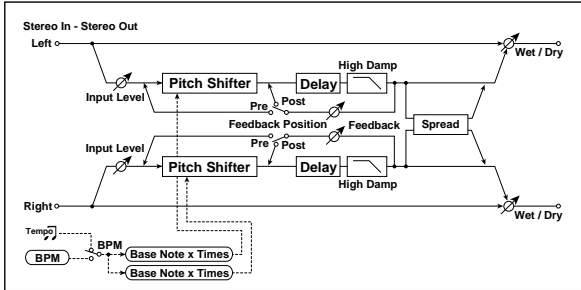 Stereo In - Stereo Out
Left
Wet / Dry
High Damp
Pitch Shifter
Delay
Input Level
Pre
Post
Feedback Position
Feedback
Spread
Input Level
Pre
Post
Pitch Shifter
Delay
High Damp
Right
Wet / Dry
Tempo
BPM
BPM
Base Note x Times
Base Note x Times